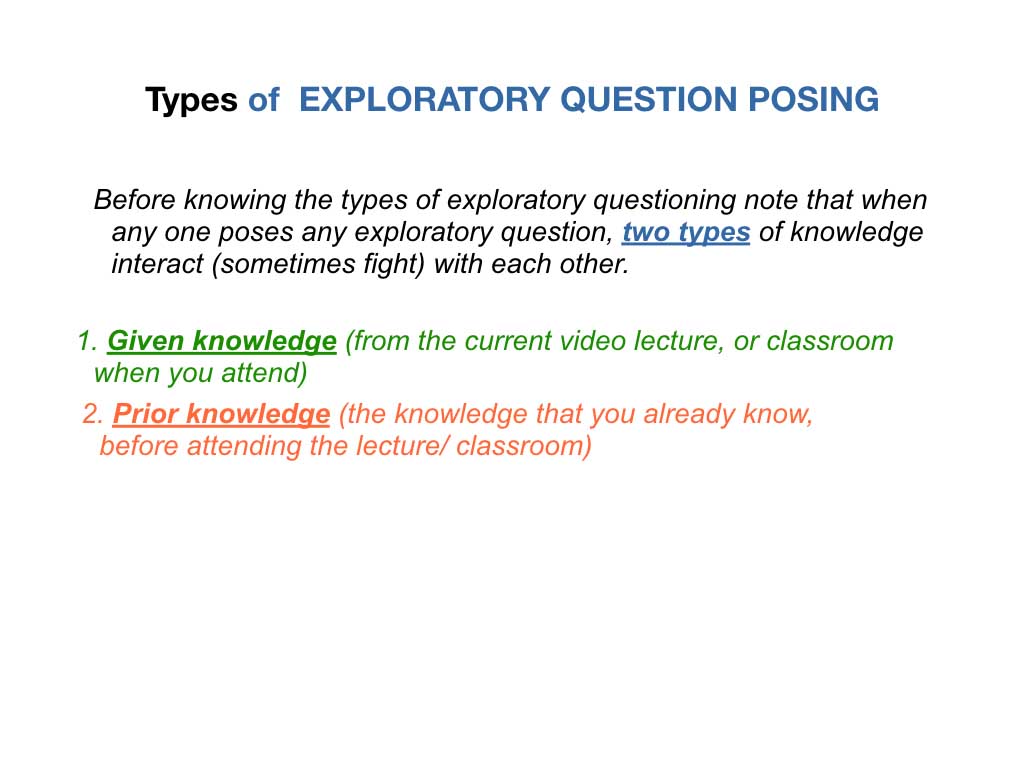 Types of  EXPLORATORY QUESTION POSING
Before knowing the types of exploratory questioning note that when
any one poses any exploratory question, two types of knowledge
interact (sometimes fight) with each other.
1. Given knowledge (from the current video lecture, or classroom
when you attend)
2. Prior knowledge (the knowledge that you already know,
before attending the lecture/ classroom)